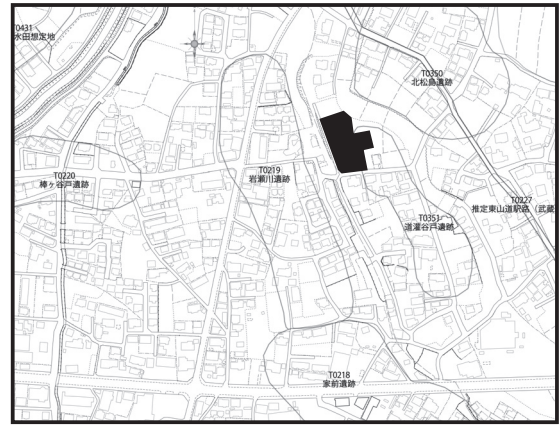 T0431
水田想定地
T0350
北松島遺跡
T0220
棒ヶ谷戸遺跡
T0219
岩瀬川遺跡
T0227
推定東山道駅路（武蔵
T0351
道灌谷戸遺跡
T0218
家前遺跡